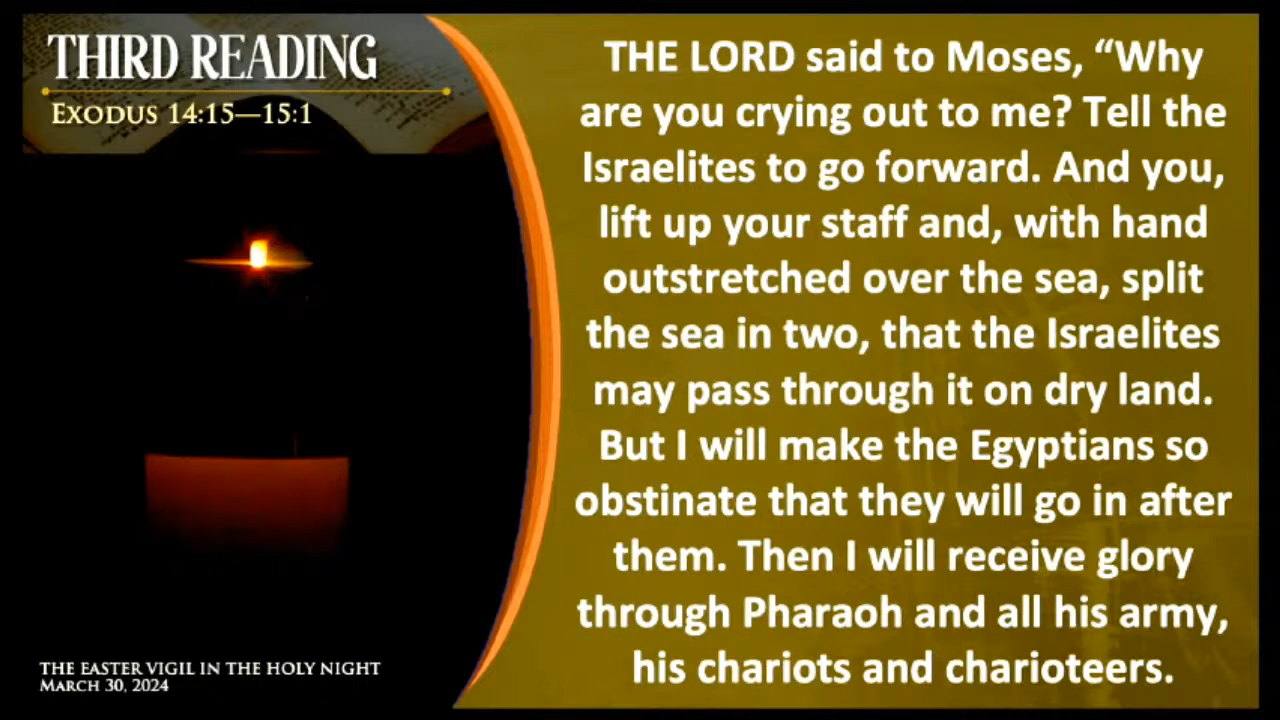 THIRD READING
EXODUS 14:15—15:1
THE LORD said to Moses, “Why
are you crying out to me? Tell the
Israelites to go forward. And you,
lift up your staff and, with hand
outstretched over the sea, split
the sea in two, that the Israelites
may pass through it on dry land.
But I will make the Egyptians so
obstinate that they will go in after
them. Then I will receive glory
through Pharaoh and all his army,
his chariots and charioteers.
THE EASTER VIGIL IN THE HOLY NIGHT
MARCH 30, 2024